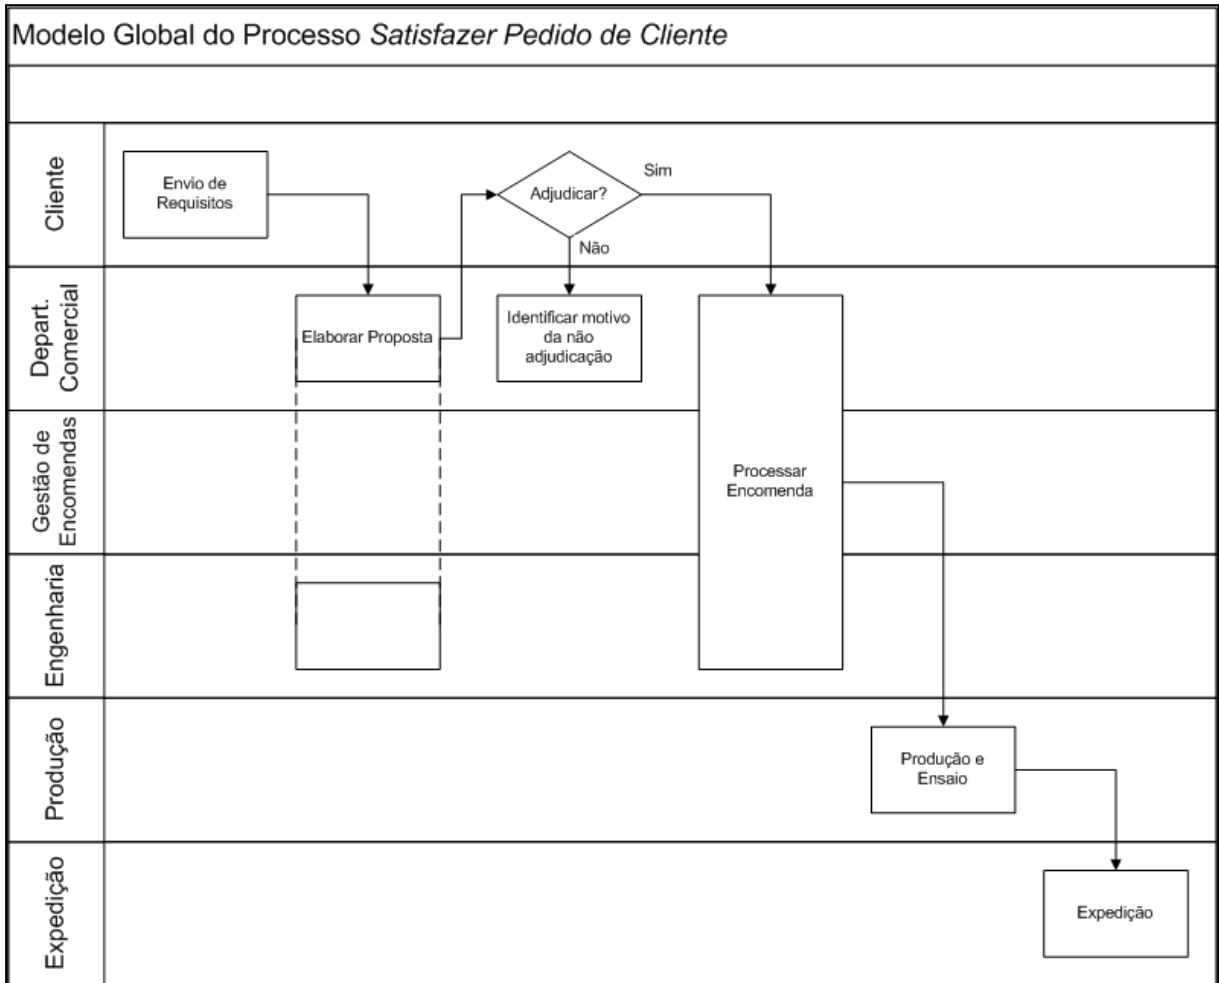 Modelo Global do Processo Satisfazer Pedido de Cliente
Cliente
Envio de
Requisitos
Adjudicar?
Sim
Não
Depart.
Comercial
Elaborar Proposta
Identificar motivo
da não
adjudicação
Gestão de
Encomendas
Processar
Encomenda
Engenharia
Produção
Produção e
Ensaio
Expedição
Expedição